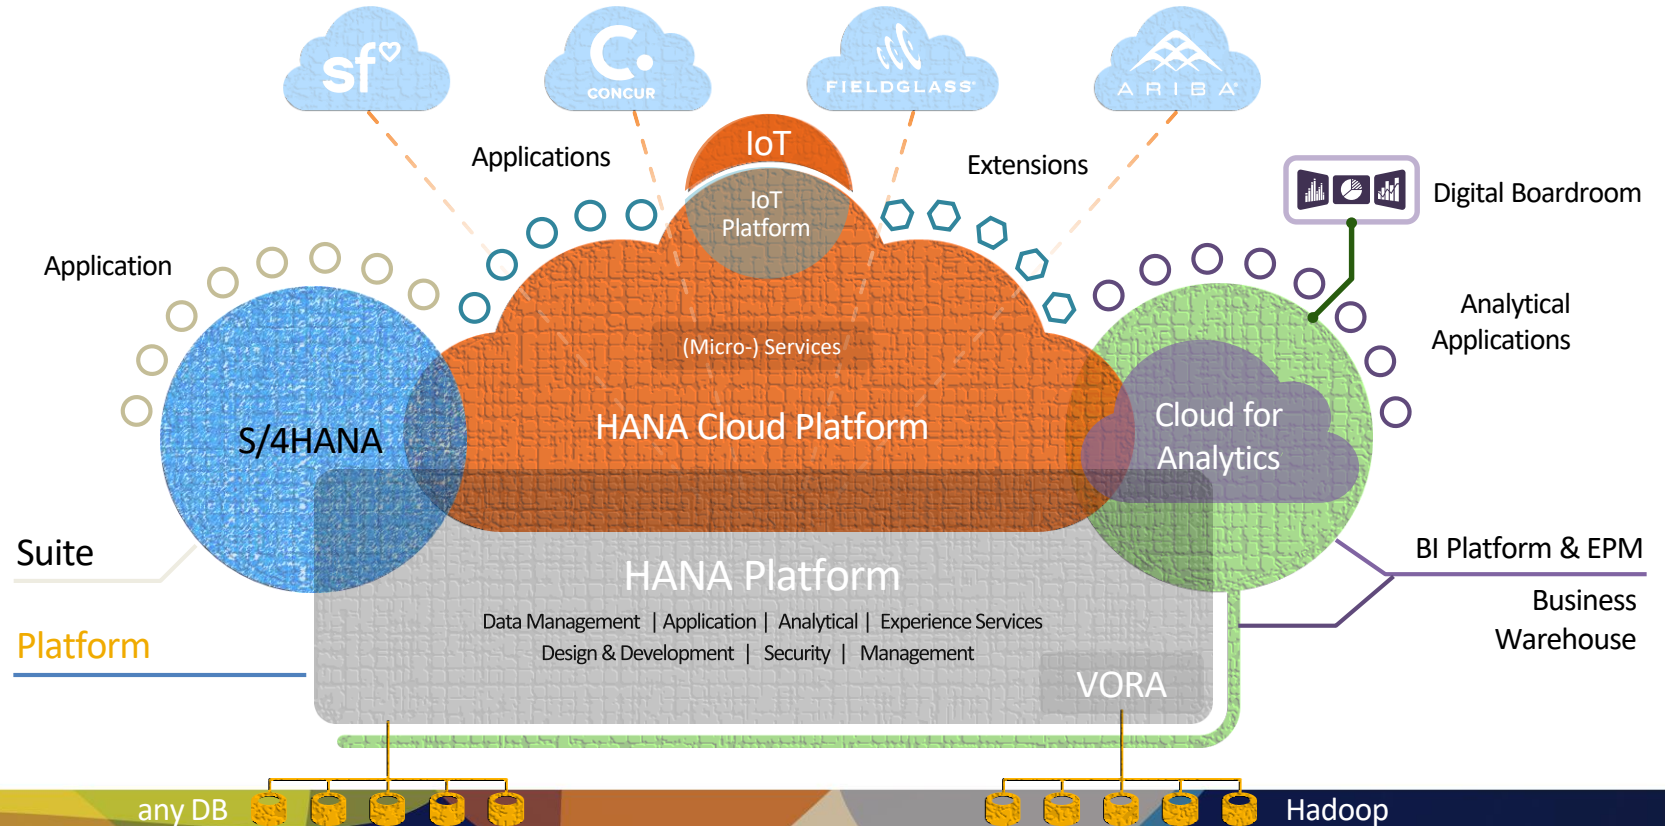 sf
CONCUR
FIELDGLASS
ARIBA
IoT
Applications
Extensions
IoT
Platform
Digital Boardroom
Application
Analytical
Applications
(Micro-) Services
HANA Cloud Platform
Cloud for
Analytics
S/4HANA
Suite
BI Platform & EPM
HANA Platform
Business
Warehouse
Data Management | Application | Analytical | Experience Services
Design & Development | Security | Management
Platform
VORA
any DB
Hadoop